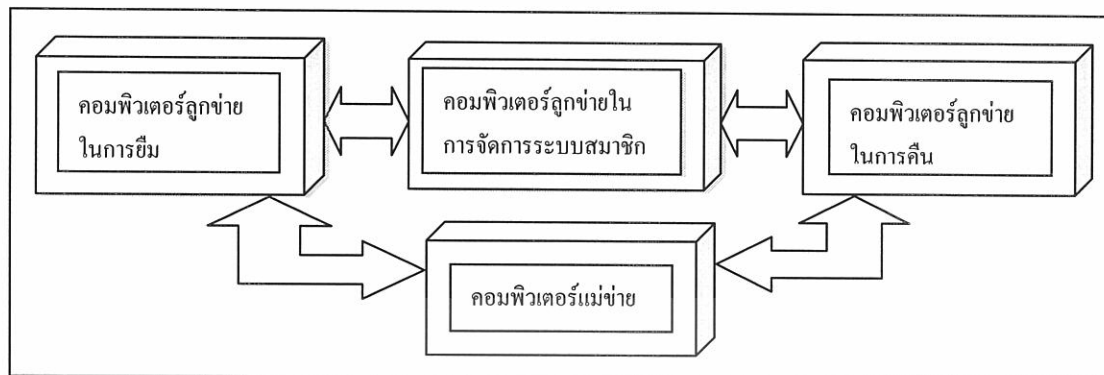 คอมพิวเตอร์ลูกข่าย
ในการยืม
คอมพิวเตอร์ลูกข่ายใน
การจัดการระบบสมาชิก
คอมพิวเตอร์ลูกข่าย
ในการคืน
คอมพิวเตอร์แม่ข่าย